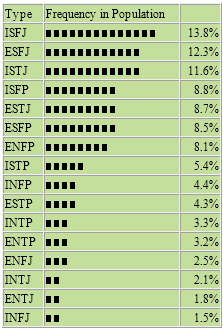 Type Frequency in Population
ISFJ 13.8%
ESFJ 12.3%
ISTJ 11.6%
ISFP 8.8%
ESTJ 8.7%
ESFP 8.5%
ENFP 8.1%
ISTP 5.4%
INFP 4.4%
ESTP 4.3%
INTP 3.3%
ENTP 3.2%
ENFJ 2.5%
INTJ 2.1%
ENTJ 1.8%
INFJ 1.5%